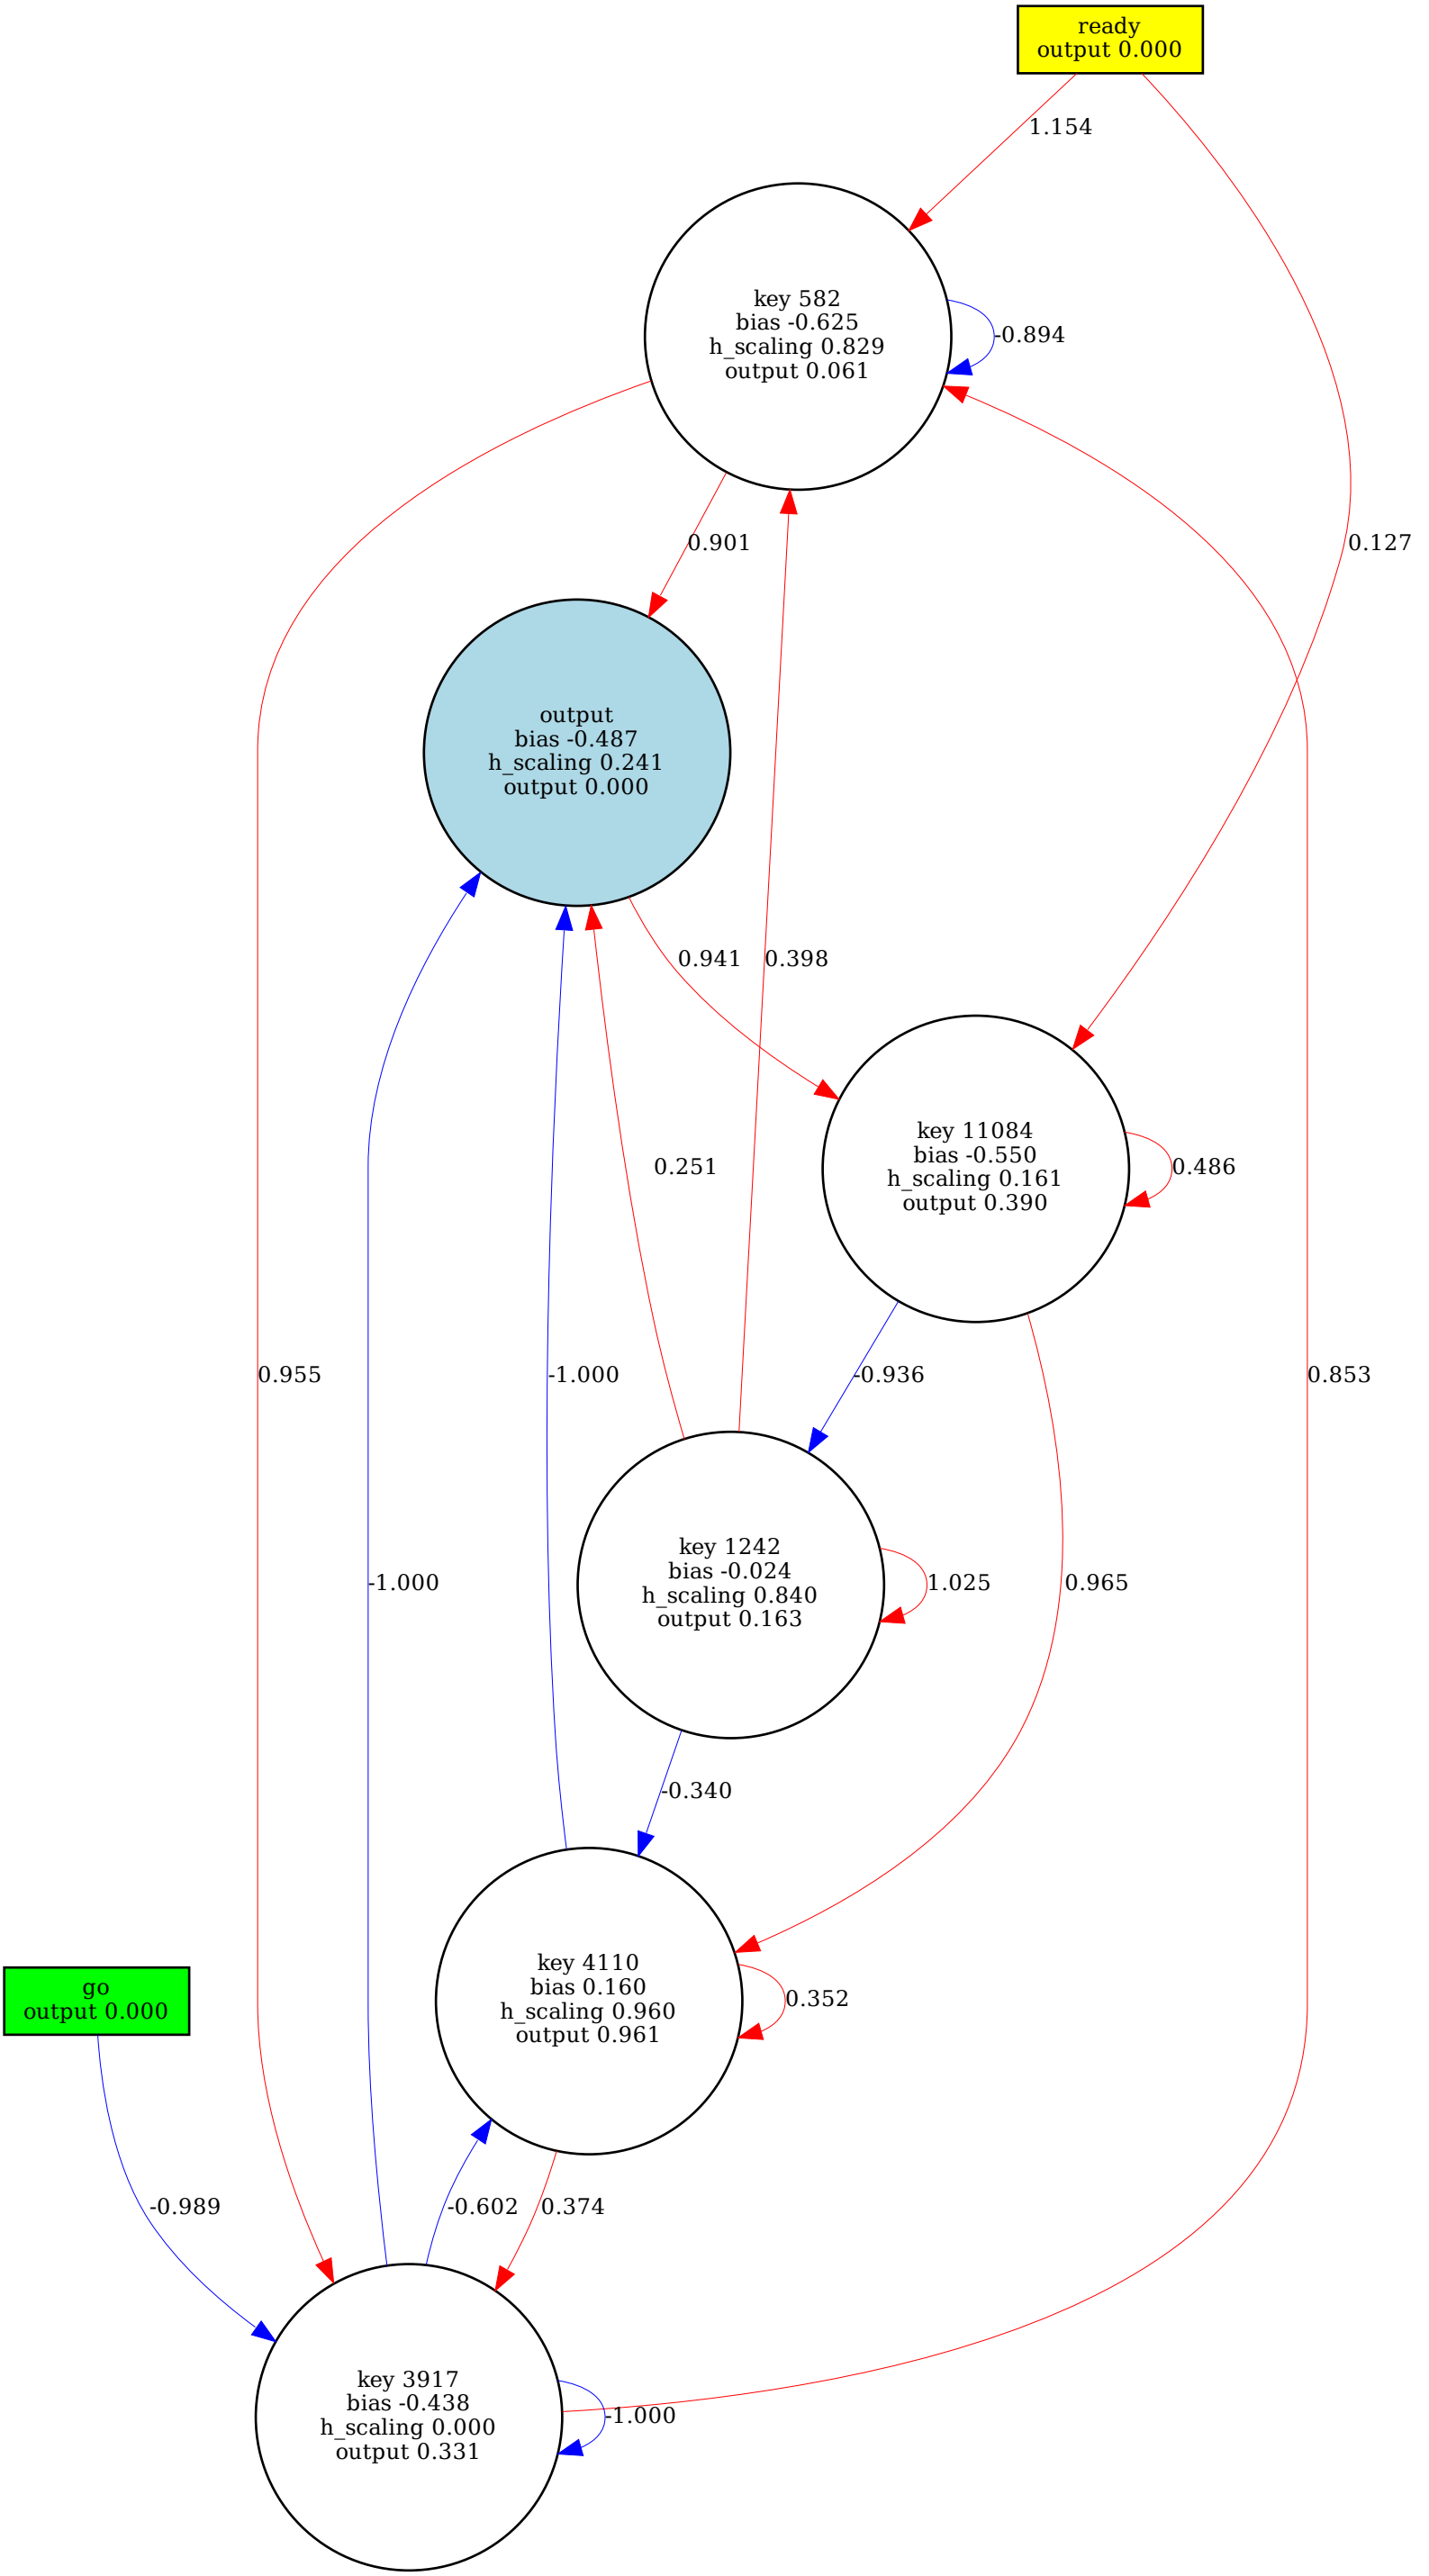 ready
output 0.000
1.154
key 582
bias -0.625
h_scaling 0.829
output 0.061
-0.894
0.901
0.127
output
bias -0.487
h_scaling 0.241
output 0.000
0.941
0.398
key 11084
bias -0.550
h_scaling 0.161
output 0.390
0.251
0.486
0.955
-1.000
-0.936
0.853
key 1242
bias -0.024
h_scaling 0.840
output 0.163
-1.000
1.025
0.965
-0.340
key 4110
bias 0.160
h_scaling 0.960
output 0.961
go
output 0.000
0.352
-0.989
-0.602
0.374
key 3917
bias -0.438
h_scaling 0.000
output 0.331
-1.000